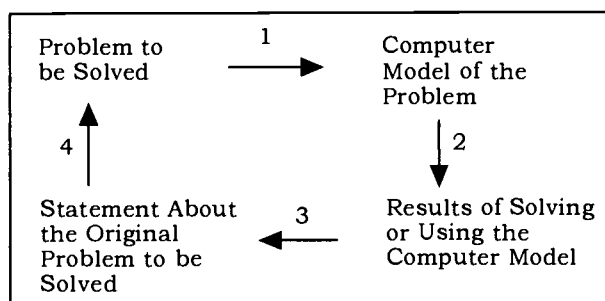 Problem to
be Solved
1
Computer
Model of the
Problem
4
2
Statement About
the Original
Problem to be
Solved
3
Results of Solving
or Using the
Computer Model